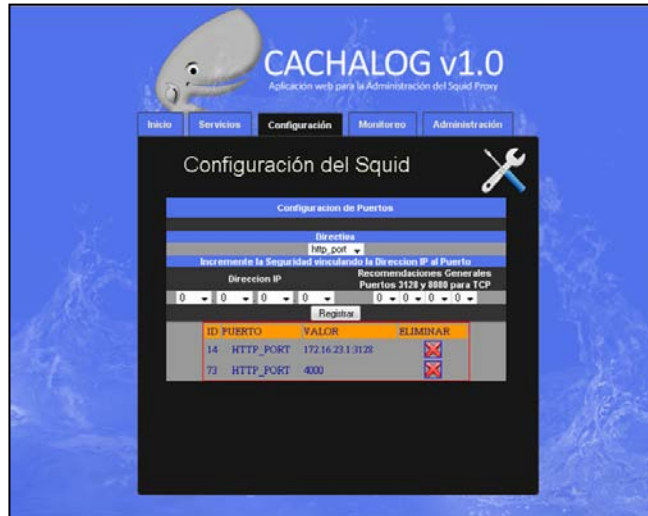 CACHALOG v1.0
Aplicación web para la Administración del Squid Proxy
Inicio Servicios Configuración Monitoreo Administración
Configuración del Squid
Configuracion de Puertos
Directiva
http_port
Incremente la Seguridad vinculando la Direccion IP al Puerto
Direccion IP
Recomendaciones Generales
Puertos 3128 y 8080 para TCP
0 0 0 0 0 0 0 0
Registrar
ID PUERTO VALOR ELIMINAR
14 HTTP_PORT 172.16.23.1:3128
73 HTTP_PORT 4000